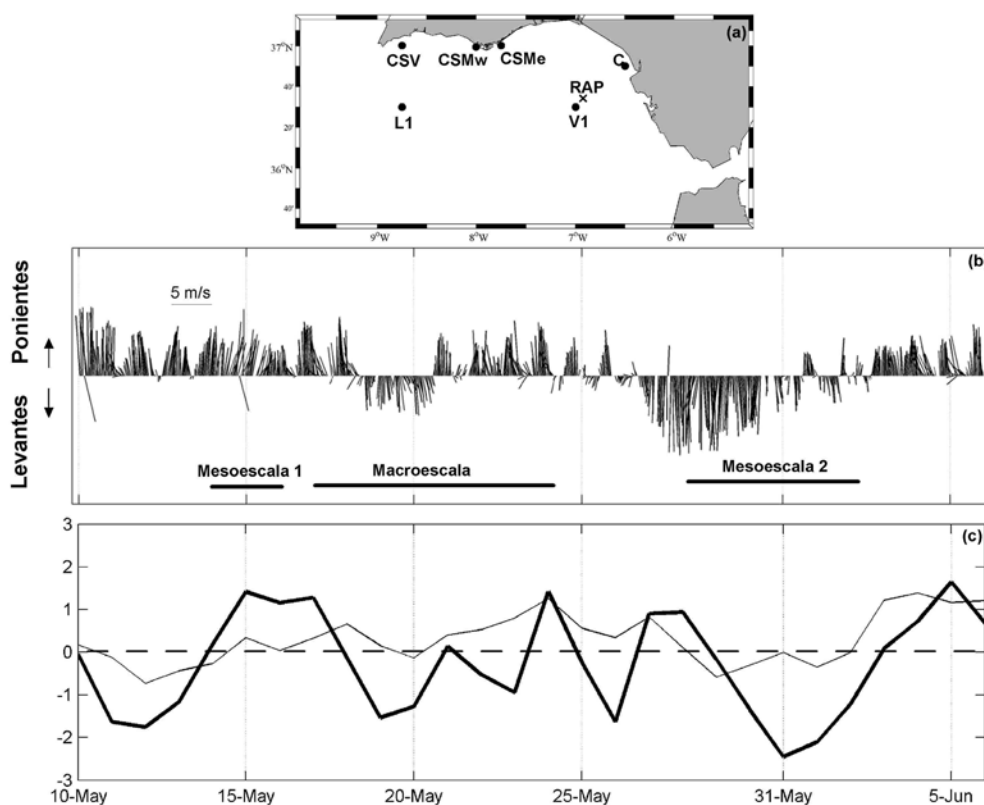 (a)
37°N
40'
20'
36°N
40'
9°W 8°W 7°W 6°W
CSV CSMw CSMe C
RAP
L1 V1
(b)
Ponientes
Levantes
5 m/s
Mesoescala 1 Macroescala Mesoescala 2
(c)
3
2
1
0
-1
-2
-3
10-May 15-May 20-May 25-May 31-May 5-Jun